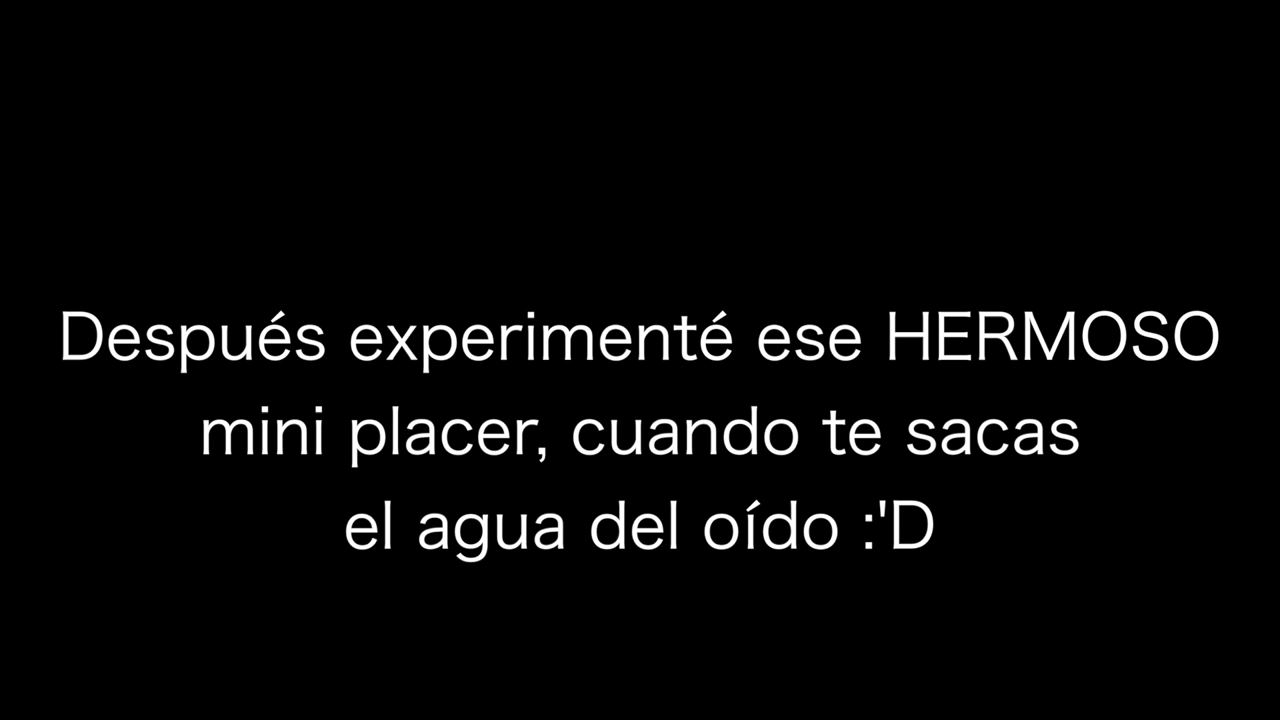 Después experimenté ese HERMOSO
mini placer, cuando te sacas
el agua del oído :'D